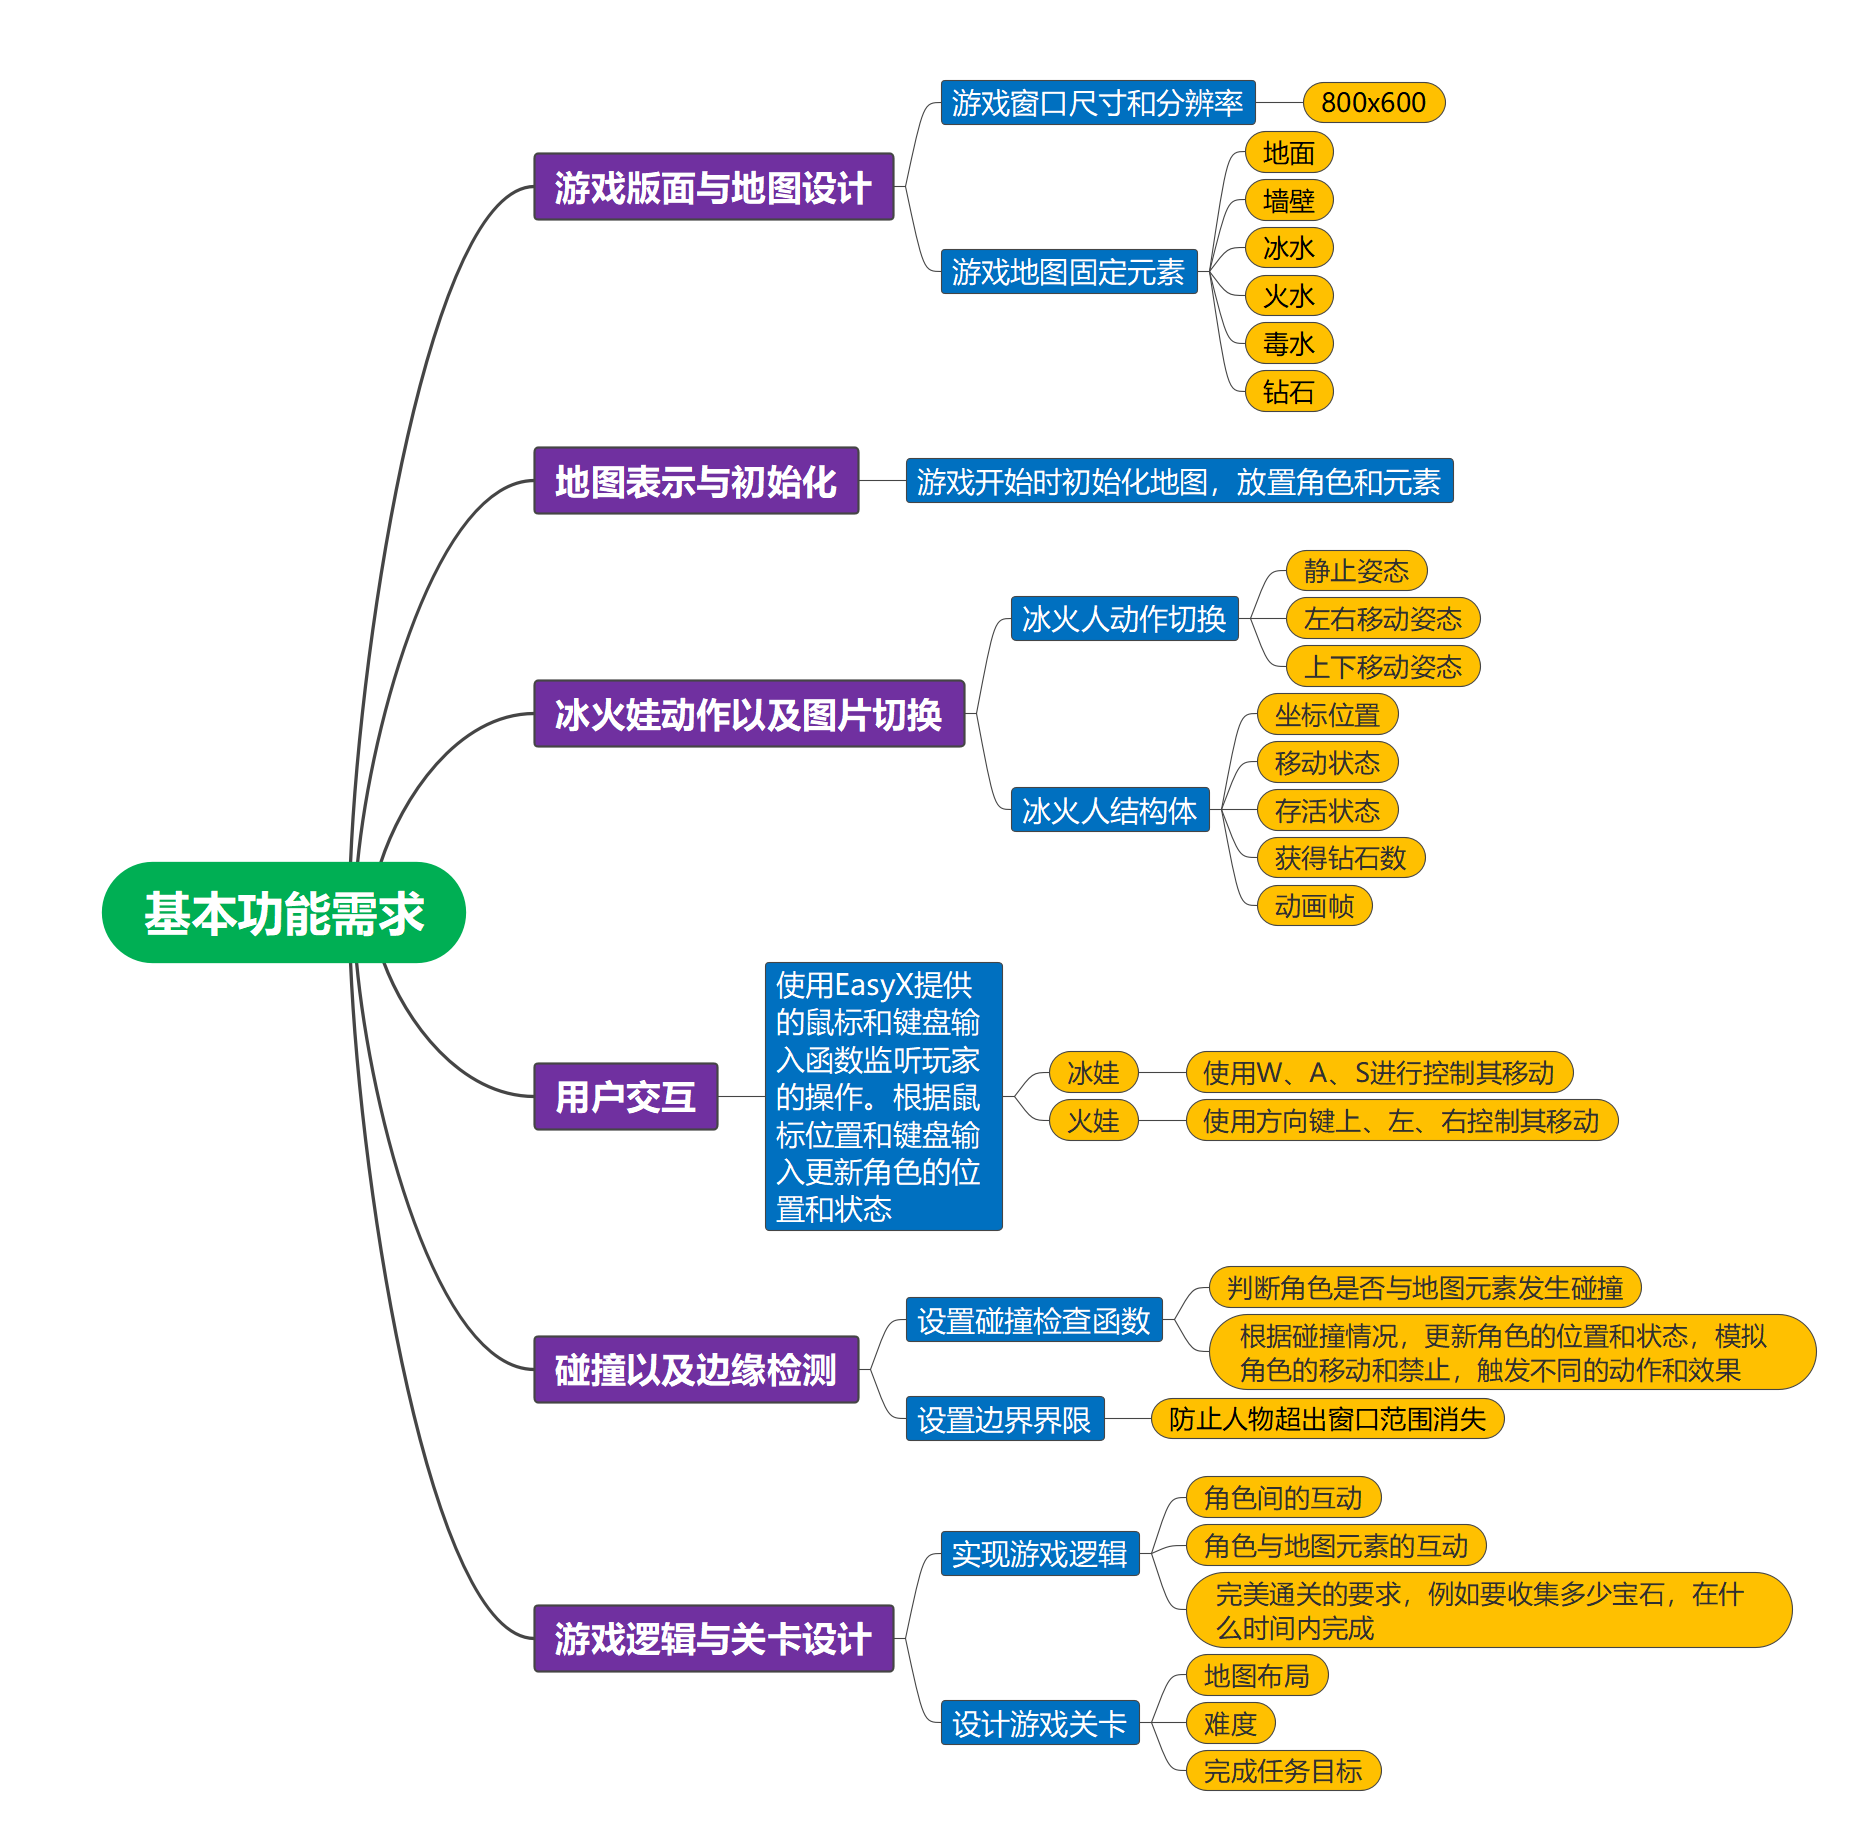 基本功能需求
游戏版面与地图设计
游戏窗口尺寸和分辨率
800x600
游戏地图固定元素
地面
墙壁
冰水
火水
毒水
钻石
地图表示与初始化
游戏开始时初始化地图，放置角色和元素
冰火娃动作以及图片切换
冰火人动作切换
静止姿态
左右移动姿态
上下移动姿态
冰火人结构体
坐标位置
移动状态
存活状态
获得钻石数
动画帧
用户交互
使用EasyX提供
的鼠标和键盘输
入函数监听玩家
的操作。根据鼠
标位置和键盘输
入更新角色的位
置和状态
冰娃
使用W、A、S进行控制其移动
火娃
使用方向键上、左、右控制其移动
碰撞以及边缘检测
设置碰撞检查函数
判断角色是否与地图元素发生碰撞
根据碰撞情况，更新角色的位置和状态，模拟
角色的移动和禁止，触发不同的动作和效果
设置边界界限
防止人物超出窗口范围消失
游戏逻辑与关卡设计
实现游戏逻辑
角色间的互动
角色与地图元素的互动
完美通关的要求，例如要收集多少宝石，在什
么时间内完成
设计游戏关卡
地图布局
难度
完成任务目标